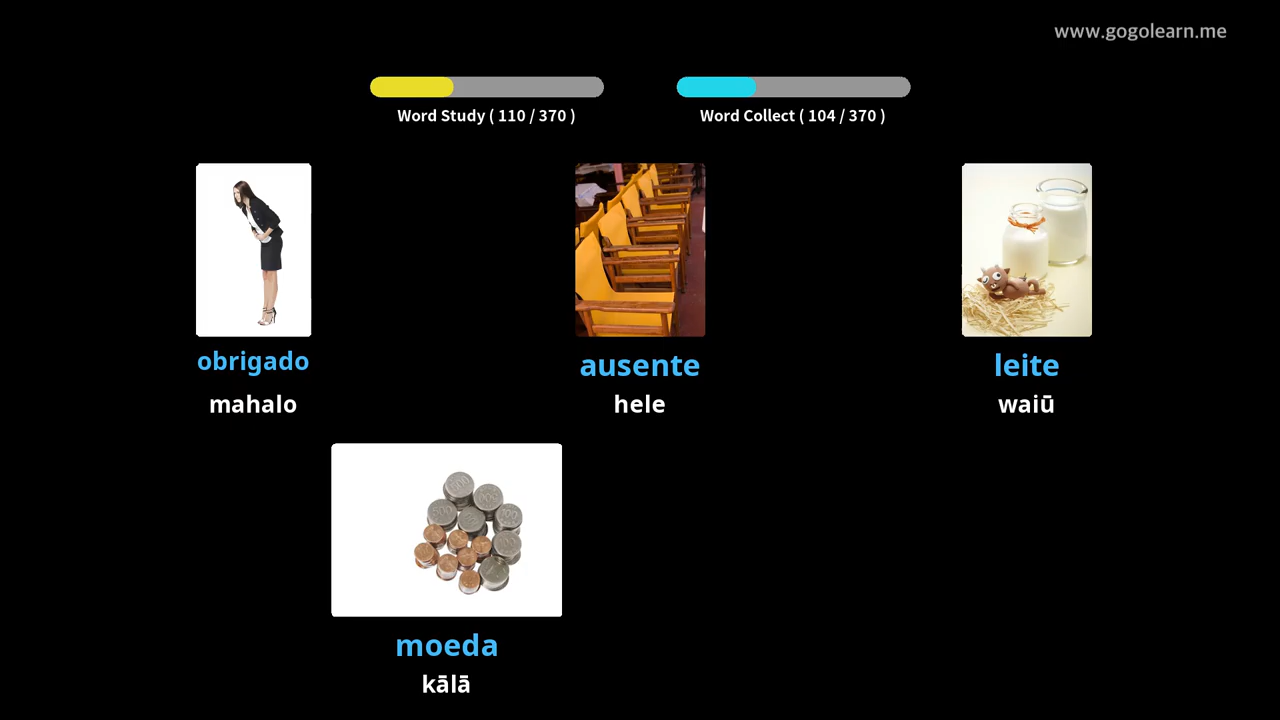 www.gogolearn.me
Word Study ( 110 / 370 )
Word Collect ( 104 / 370 )
obrigado
mahalo
ausente
hele
leite
waiū
moeda
kālā